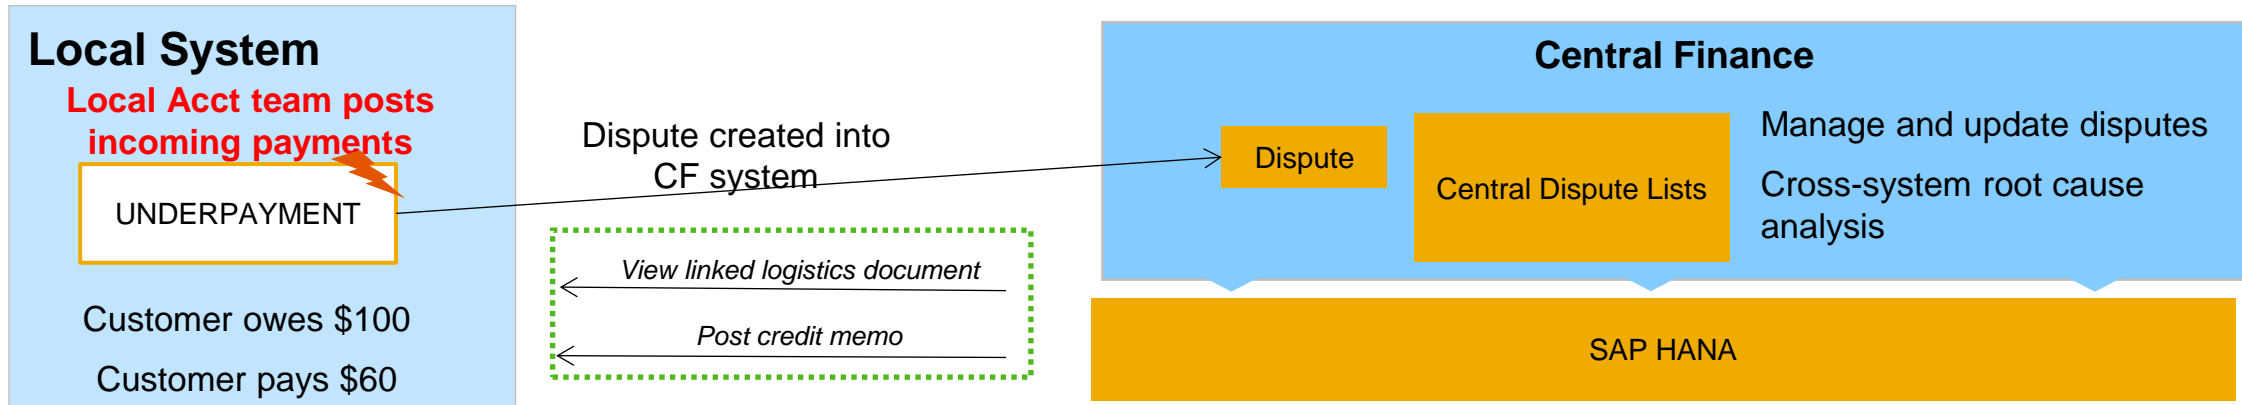 Local System
Local Acct team posts
incoming payments
UNDERPAYMENT
Customer owes $100
Customer pays $60
Dispute created into
CF system
View linked logistics document
Post credit memo
Central Finance
Dispute
Central Dispute Lists
Manage and update disputes
Cross-system root cause
analysis
SAP HANA